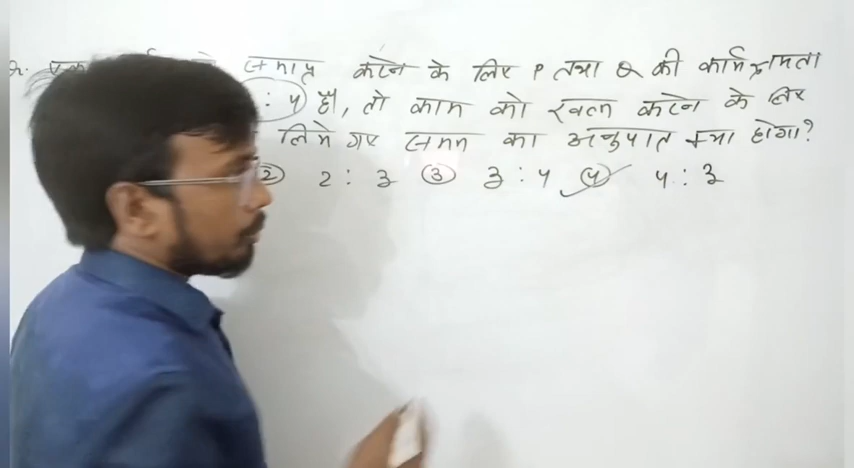 समाप्त करने के लिए P तथा Q की कार्यक्षमता
: 4 हैं, तो काम को खत्म करने के लिए
लिये गए समय का अनुपात क्या होगा?
② 2 : 3 ③ 3 : 4 ④ 4 : 3